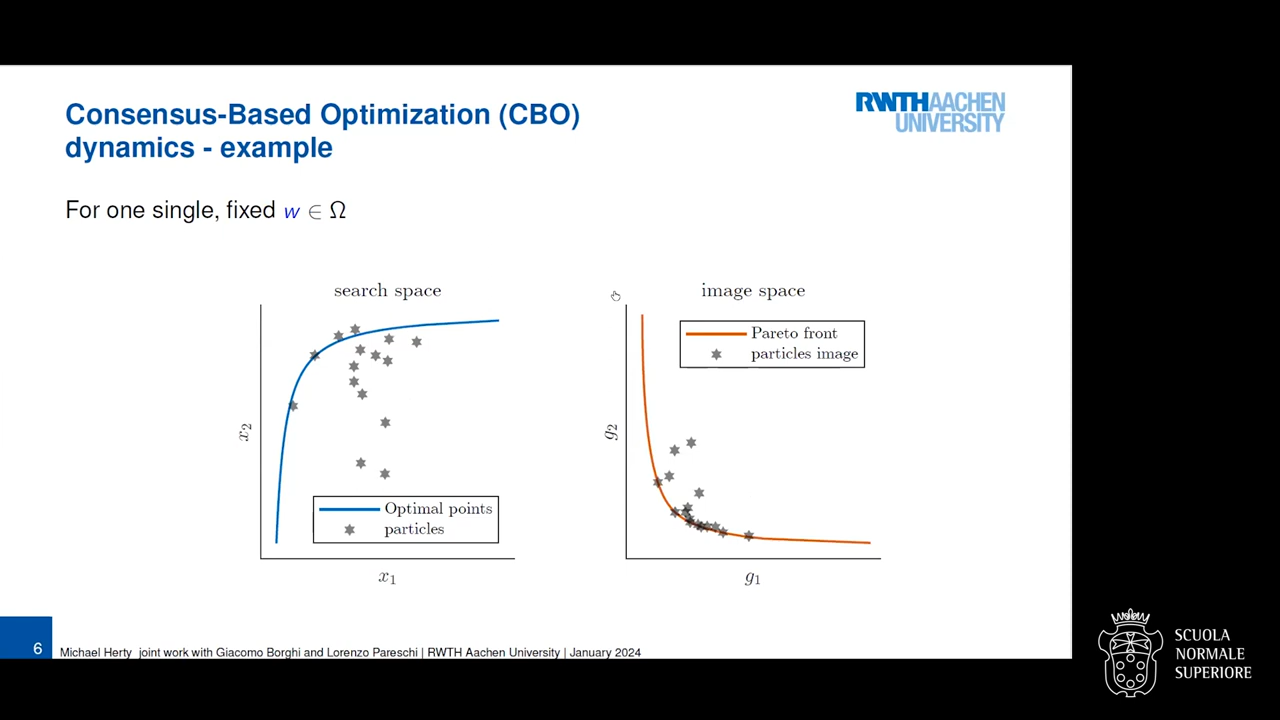 Consensus-Based Optimization (CBO)
dynamics - example
RWTHAACHEN
UNIVERSITY
For one single, fixed w ∈ Ω
search space
x₂
Optimal points
particles
x₁
image space
Pareto front
particles image
g₂
g₁
6
Michael Herty joint work with Giacomo Borghi and Lorenzo Pareschi | RWTH Aachen University | January 2024
SCUOLA
NORMALE
SUPERIORE